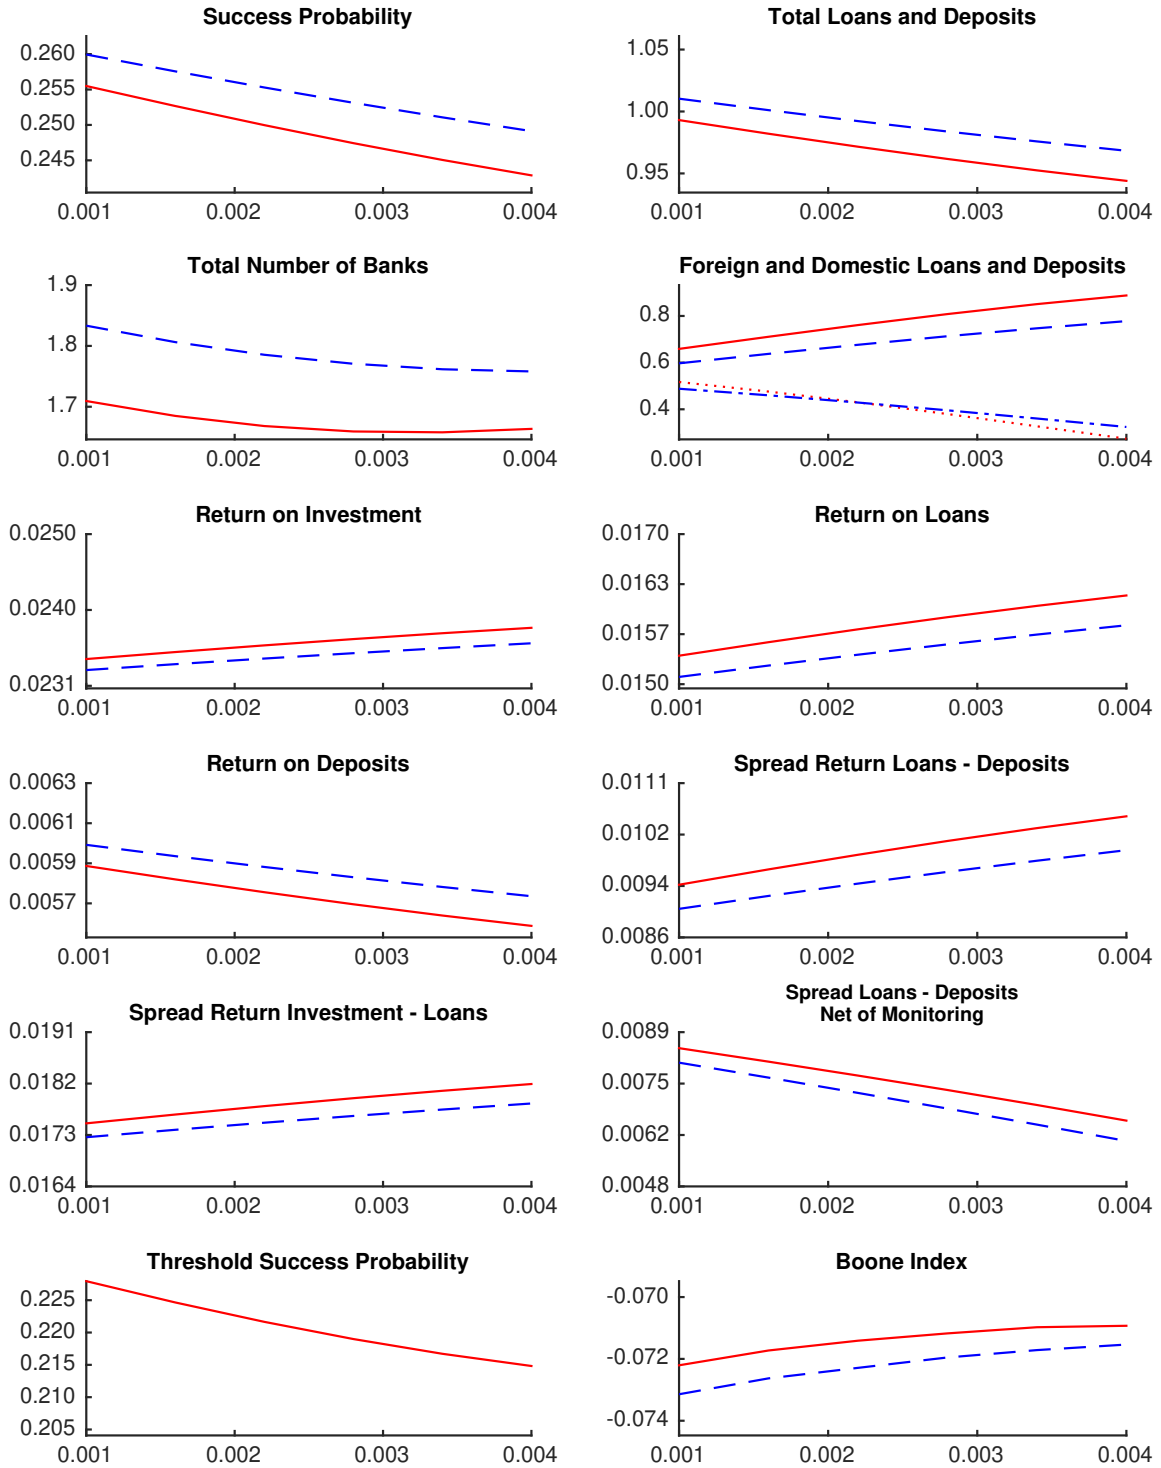 Success Probability
0.260
0.255
0.250
0.245
0.001 0.002 0.003 0.004
Total Loans and Deposits
1.05
1.00
0.95
0.001 0.002 0.003 0.004
Total Number of Banks
1.9
1.8
1.7
0.001 0.002 0.003 0.004
Foreign and Domestic Loans and Deposits
0.8
0.6
0.4
0.001 0.002 0.003 0.004
Return on Investment
0.0250
0.0240
0.0231
0.001 0.002 0.003 0.004
Return on Loans
0.0170
0.0163
0.0157
0.0150
0.001 0.002 0.003 0.004
Return on Deposits
0.0063
0.0061
0.0059
0.0057
0.001 0.002 0.003 0.004
Spread Return Loans - Deposits
0.0111
0.0102
0.0094
0.0086
0.001 0.002 0.003 0.004
Spread Return Investment - Loans
0.0191
0.0182
0.0173
0.0164
0.001 0.002 0.003 0.004
Spread Loans - Deposits
Net of Monitoring
0.0089
0.0075
0.0062
0.0048
0.001 0.002 0.003 0.004
Threshold Success Probability
0.225
0.220
0.215
0.210
0.205
0.001 0.002 0.003 0.004
Boone Index
-0.070
-0.072
-0.074
0.001 0.002 0.003 0.004